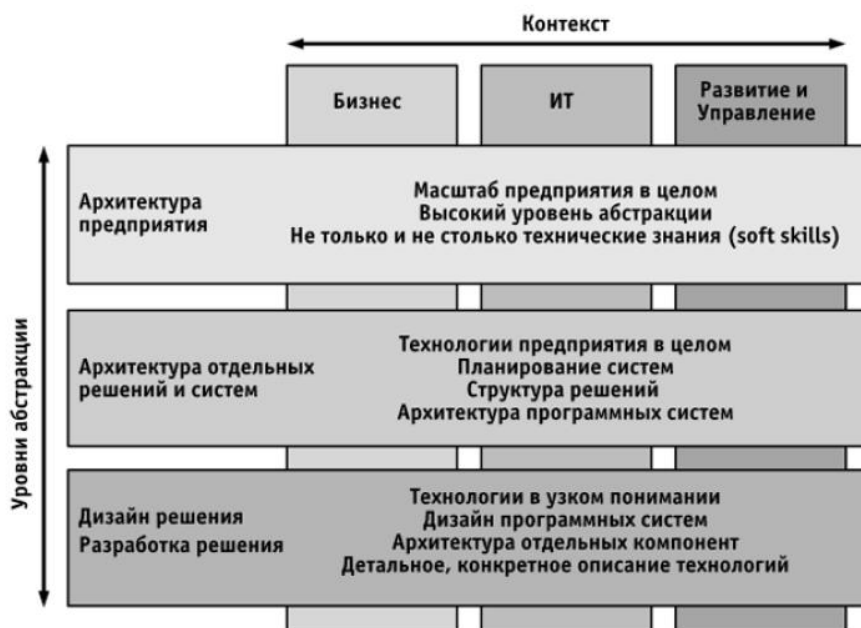 Контекст
Бизнес
ИТ
Развитие и
Управление
Уровни абстракции
Архитектура
предприятия
Масштаб предприятия в целом
Высокий уровень абстракции
Не только и не столько технические знания (soft skills)
Архитектура отдельных
решений и систем
Технологии предприятия в целом
Планирование систем
Структура решений
Архитектура программных систем
Дизайн решения
Разработка решения
Технологии в узком понимании
Дизайн программных систем
Архитектура отдельных компонент
Детальное, конкретное описание технологий